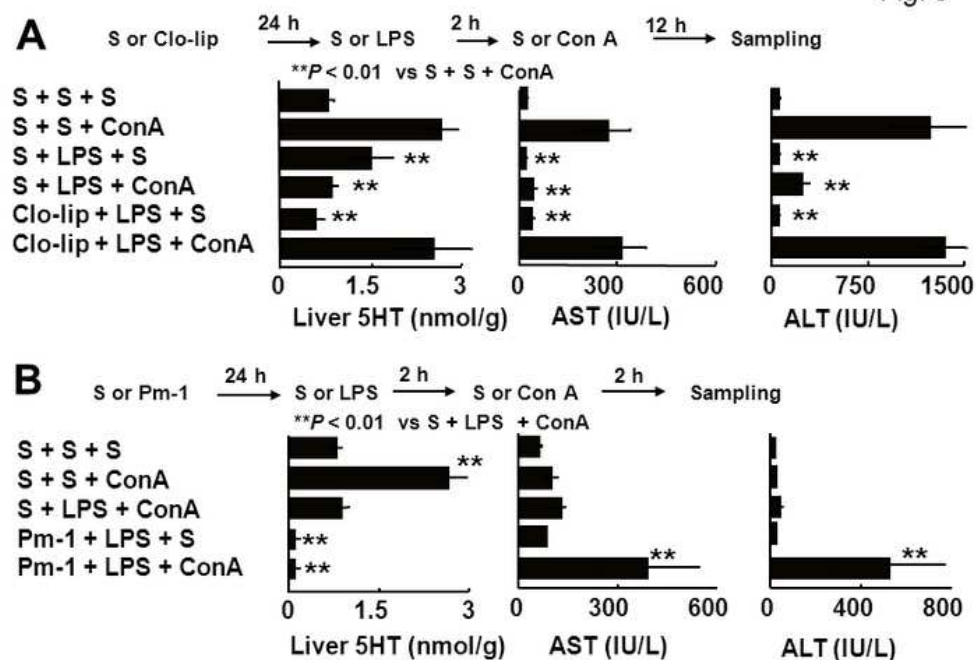 A
S or Clo-lip 24 h S or LPS 2 h S or Con A 12 h Sampling
**P < 0.01 vs S + S + ConA
S + S + S
S + S + ConA
S + LPS + S **  ** **
S + LPS + ConA ** ** **
Clo-lip + LPS + S ** ** **
Clo-lip + LPS + ConA
0 1.5 3 0 300 600 0 750 1500
Liver 5HT (nmol/g) AST (IU/L) ALT (IU/L)
B
S or Pm-1 24 h S or LPS 2 h S or Con A 2 h Sampling
**P < 0.01 vs S + LPS + ConA
S + S + S
S + S + ConA **
S + LPS + ConA
Pm-1 + LPS + S **
Pm-1 + LPS + ConA ** ** **
0 1.5 3 0 300 600 0 400 800
Liver 5HT (nmol/g) AST (IU/L) ALT (IU/L)